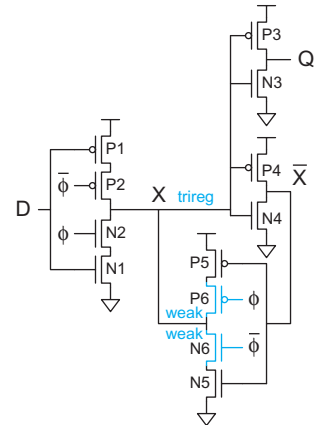 P3
Q
N3
P1
P4
φ̅ P2
X trireg
X̅
D
φ N2
N4
N1
P5
P6 φ
weak
weak
N6 φ̅
N5